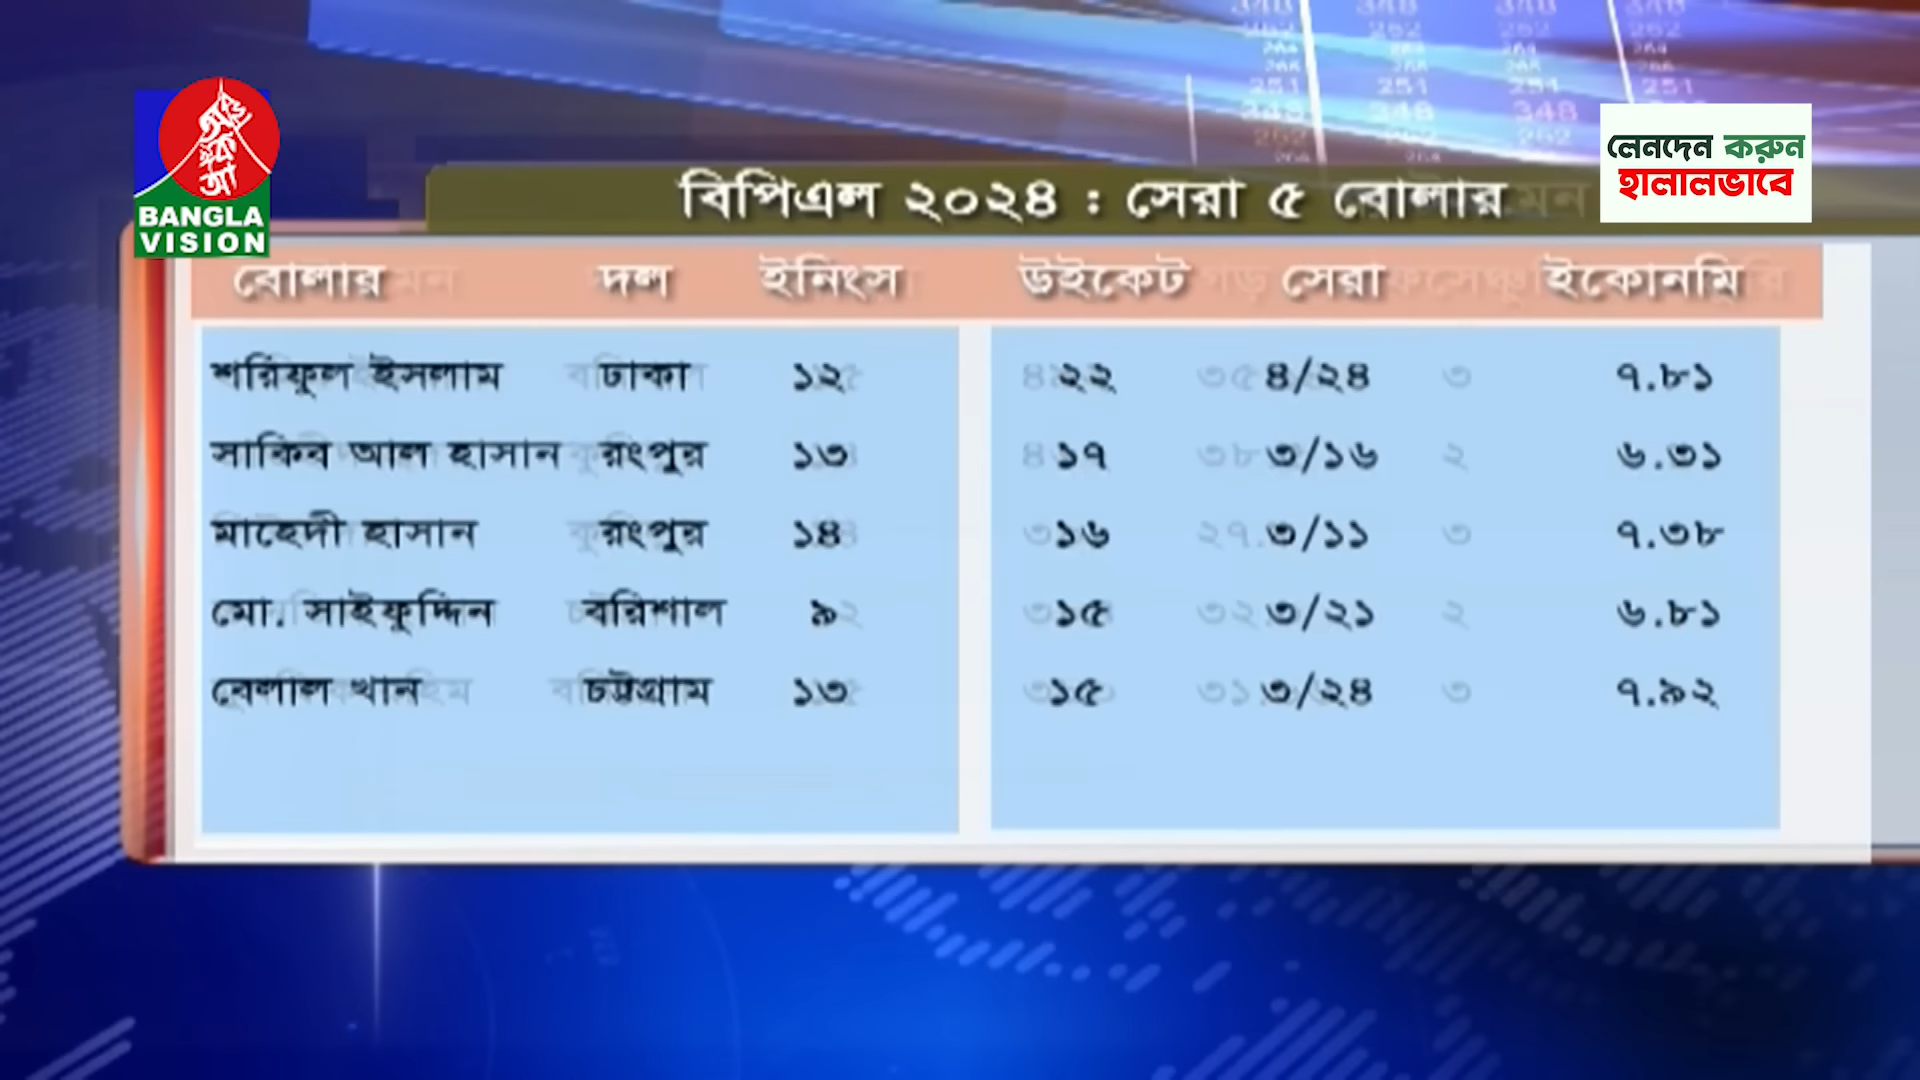 BANGLA
VISION
লেনদেন করুন
হালালভাবে
বিপিএল ২০২৪ : সেরা ৫ বোলার
বোলার দল ইনিংস উইকেট সেরা ইকোনমি
শরিফুল ইসলাম ঢাকা ১২ ২২ ৪/২৪ ৭.৮১
সাকিব আল হাসান রংপুর ১৩ ১৭ ৩/১৬ ৬.৩১
মাহেদী হাসান রংপুর ১৪ ১৬ ৩/১১ ৭.৩৮
মো. সাইফুদ্দিন বরিশাল ৯ ১৫ ৩/২১ ৬.৮১
বেলাল খান চট্টগ্রাম ১৩ ১৫ ৩/২৪ ৭.৯২